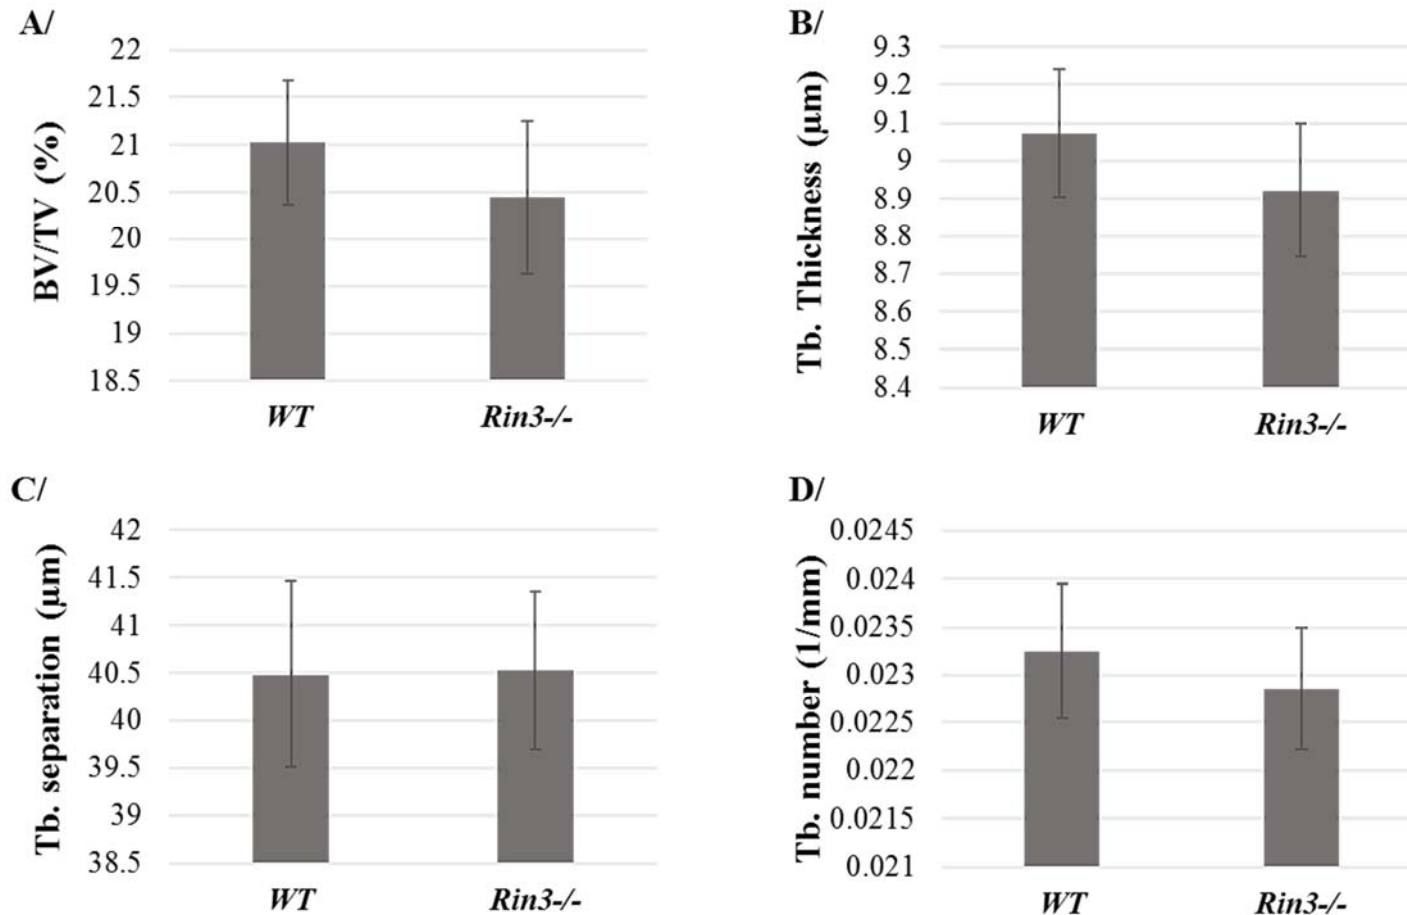 A/
BV/TV (%)
22
21.5
21
20.5
20
19.5
19
18.5
WT
Rin3-/-
B/
Tb. Thickness (µm)
9.3
9.2
9.1
9
8.9
8.8
8.7
8.6
8.5
8.4
WT
Rin3-/-
C/
Tb. separation (µm)
42
41.5
41
40.5
40
39.5
39
38.5
WT
Rin3-/-
D/
Tb. number (1/mm)
0.0245
0.024
0.0235
0.023
0.0225
0.022
0.0215
0.021
WT
Rin3-/-